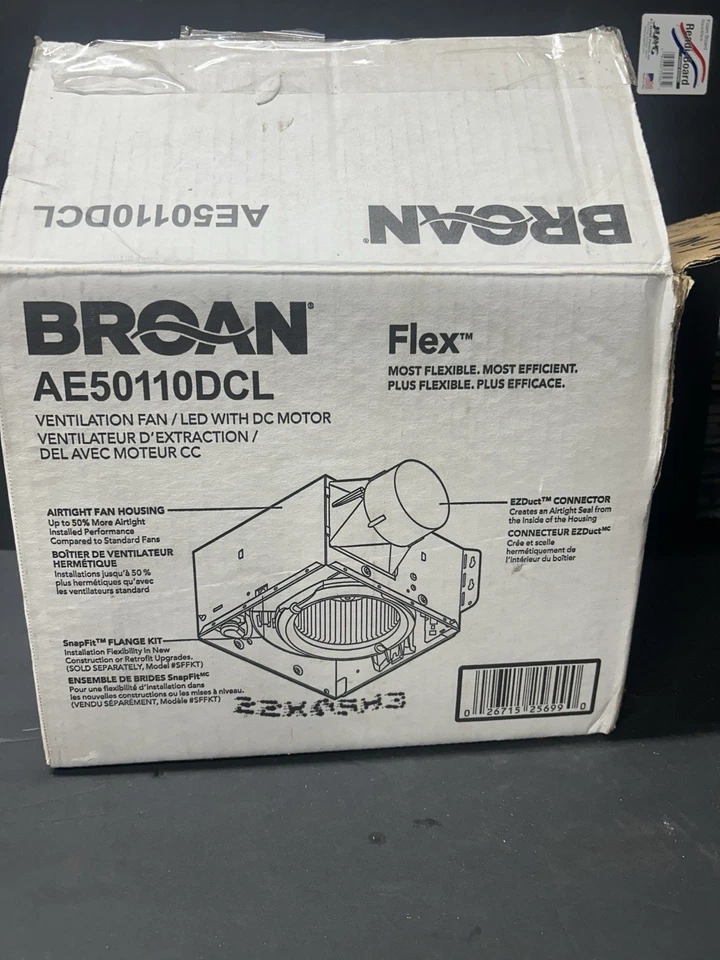 AE50110DCL
BROAN®
BROAN®
AE50110DCL
VENTILATION FAN / LED WITH DC MOTOR
VENTILATEUR D'EXTRACTION /
DEL AVEC MOTEUR CC
Flex™
MOST FLEXIBLE. MOST EFFICIENT.
PLUS FLEXIBLE. PLUS EFFICACE.
AIRTIGHT FAN HOUSING
Up to 50% More Airtight
Installed Performance
Compared to Standard Fans
BOÎTIER DE VENTILATEUR
HERMÉTIQUE
Installations jusqu'à 50 %
plus hermétiques qu'avec
les ventilateurs standard
EZDuct™ CONNECTOR
Creates an Airtight Seal from
the Inside of the Housing
CONNECTEUR EZDuctMC
Crée et scelle
hermétiquement de
l'intérieur du boîtier
SnapFit™ FLANGE KIT
Installation Flexibility in New
Construction or Retrofit Upgrades.
(SOLD SEPARATELY, Model #SFFKT)
ENSEMBLE DE BRIDES SnapFitMC
Pour une flexibilité d'installation dans
les nouvelles constructions ou les mises à niveau.
(VENDU SÉPARÉMENT, Modèle #SFFKT)
0 26715 25699 0
Readi-Board